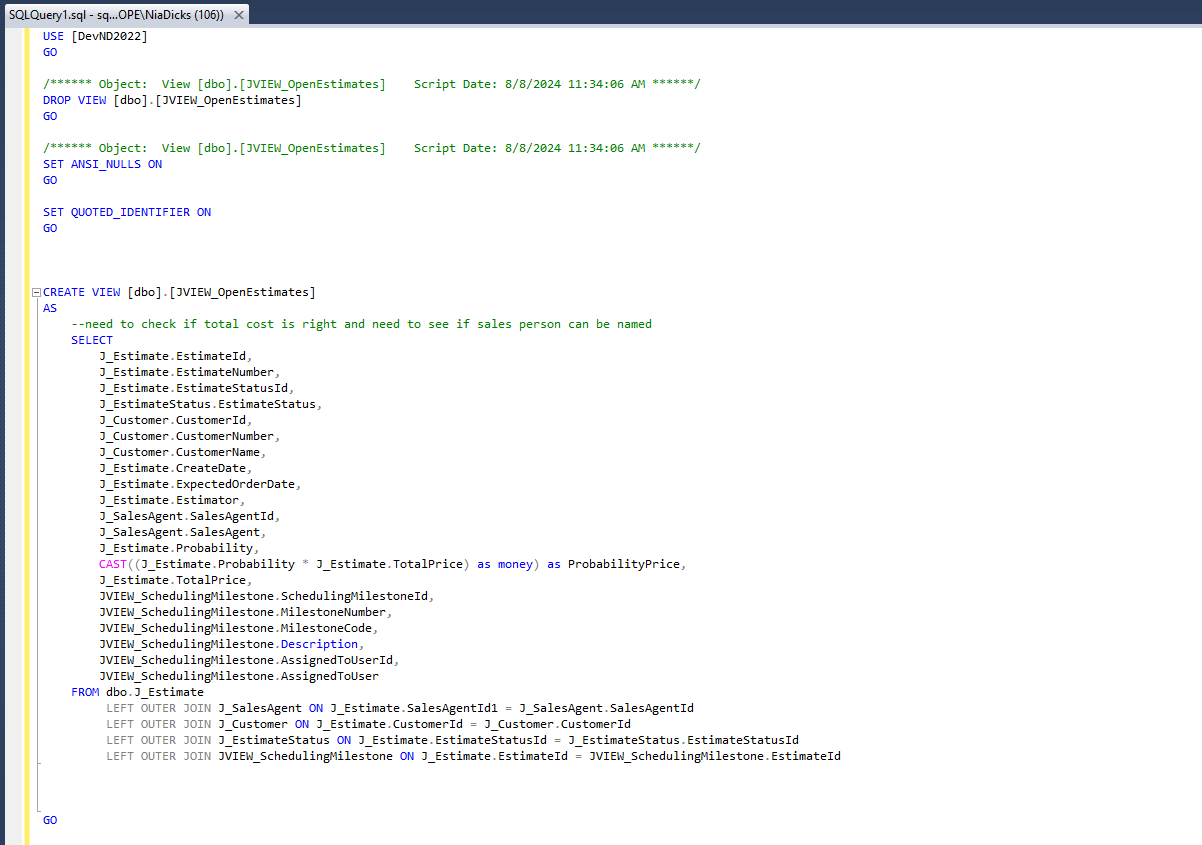 SQLQuery1.sql - sq...OPE\NiaDicks (106))
USE [DevND2022]
GO
/****** Object:  View [dbo].[JVIEW_OpenEstimates]    Script Date: 8/8/2024 11:34:06 AM ******/
DROP VIEW [dbo].[JVIEW_OpenEstimates]
GO
/****** Object:  View [dbo].[JVIEW_OpenEstimates]    Script Date: 8/8/2024 11:34:06 AM ******/
SET ANSI_NULLS ON
GO
SET QUOTED_IDENTIFIER ON
GO
CREATE VIEW [dbo].[JVIEW_OpenEstimates]
AS
--need to check if total cost is right and need to see if sales person can be named
SELECT
J_Estimate.EstimateId,
J_Estimate.EstimateNumber,
J_Estimate.EstimateStatusId,
J_EstimateStatus.EstimateStatus,
J_Customer.CustomerId,
J_Customer.CustomerNumber,
J_Customer.CustomerName,
J_Estimate.CreateDate,
J_Estimate.ExpectedOrderDate,
J_Estimate.Estimator,
J_SalesAgent.SalesAgentId,
J_SalesAgent.SalesAgent,
J_Estimate.Probability,
CAST((J_Estimate.Probability * J_Estimate.TotalPrice) as money) as ProbabilityPrice,
J_Estimate.TotalPrice,
JVIEW_SchedulingMilestone.SchedulingMilestoneId,
JVIEW_SchedulingMilestone.MilestoneNumber,
JVIEW_SchedulingMilestone.MilestoneCode,
JVIEW_SchedulingMilestone.Description,
JVIEW_SchedulingMilestone.AssignedToUserId,
JVIEW_SchedulingMilestone.AssignedToUser
FROM dbo.J_Estimate
LEFT OUTER JOIN J_SalesAgent ON J_Estimate.SalesAgentId1 = J_SalesAgent.SalesAgentId
LEFT OUTER JOIN J_Customer ON J_Estimate.CustomerId = J_Customer.CustomerId
LEFT OUTER JOIN J_EstimateStatus ON J_Estimate.EstimateStatusId = J_EstimateStatus.EstimateStatusId
LEFT OUTER JOIN JVIEW_SchedulingMilestone ON J_Estimate.EstimateId = JVIEW_SchedulingMilestone.EstimateId
GO